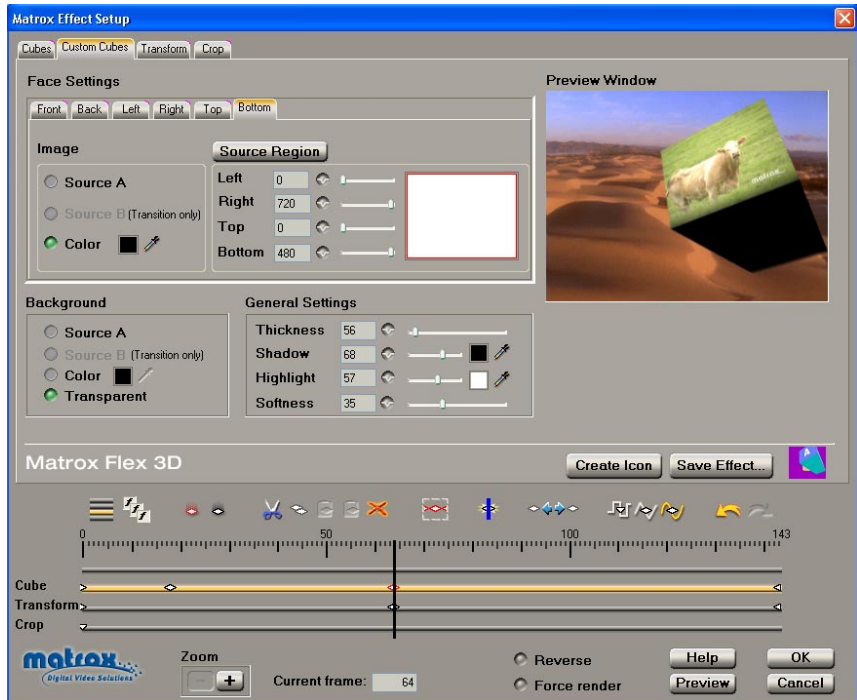 Matrox Effect Setup
Cubes Custom Cubes Transform Crop
Face Settings
Preview Window
Front Back Left Right Top Bottom
Image
Source Region
Source A
Source B (Transition only)
Color
Left 0
Right 720
Top 0
Bottom 480
matrox
Background
Source A
Source B (Transition only)
Color
Transparent
General Settings
Thickness 56
Shadow 68
Highlight 57
Softness 35
Matrox Flex 3D
Create Icon Save Effect...
f f f
0 50 100 143
Cube
Transform
Crop
matrox
Digital Video Solutions
Zoom
Current frame: 64
Reverse
Force render
Help OK
Preview Cancel